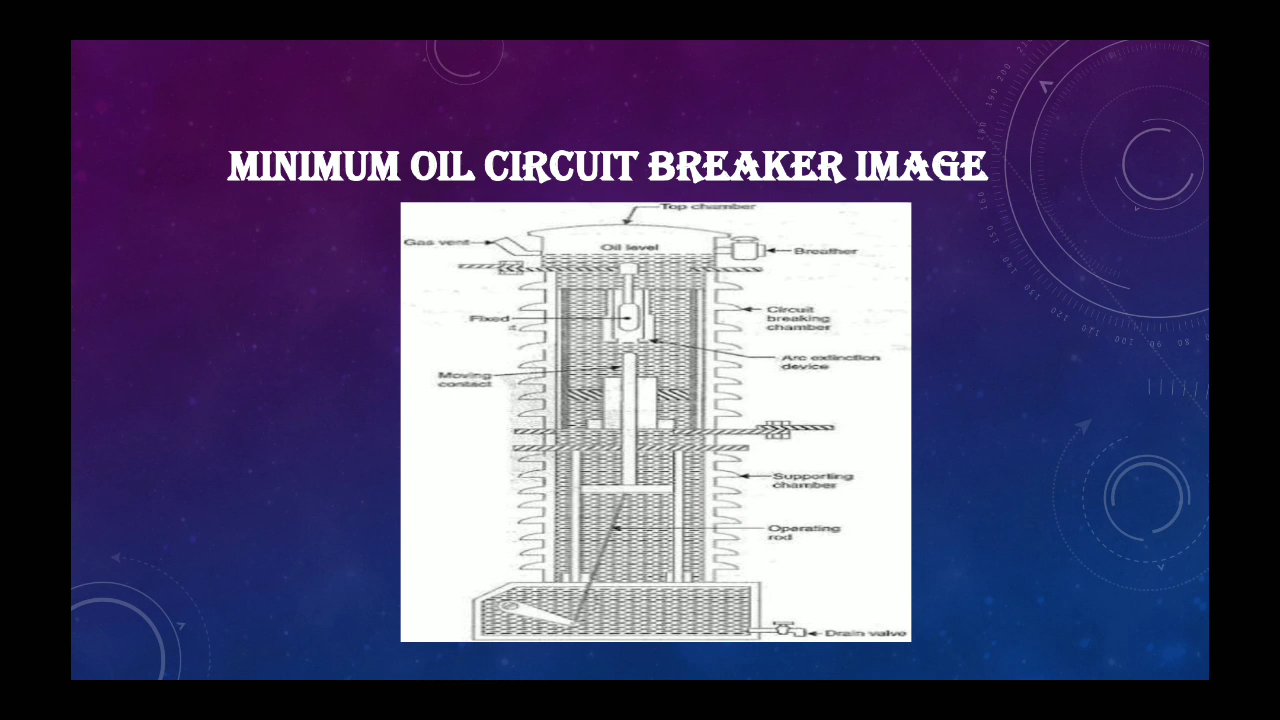 MINIMUM OIL CIRCUIT BREAKER IMAGE
Top chamber
Gas vent
Oil level
Breather
Fixed
Circuit
breaking
chamber
Arc extinction
device
Moving
contact
Supporting
chamber
Operating
rod
Drain valve